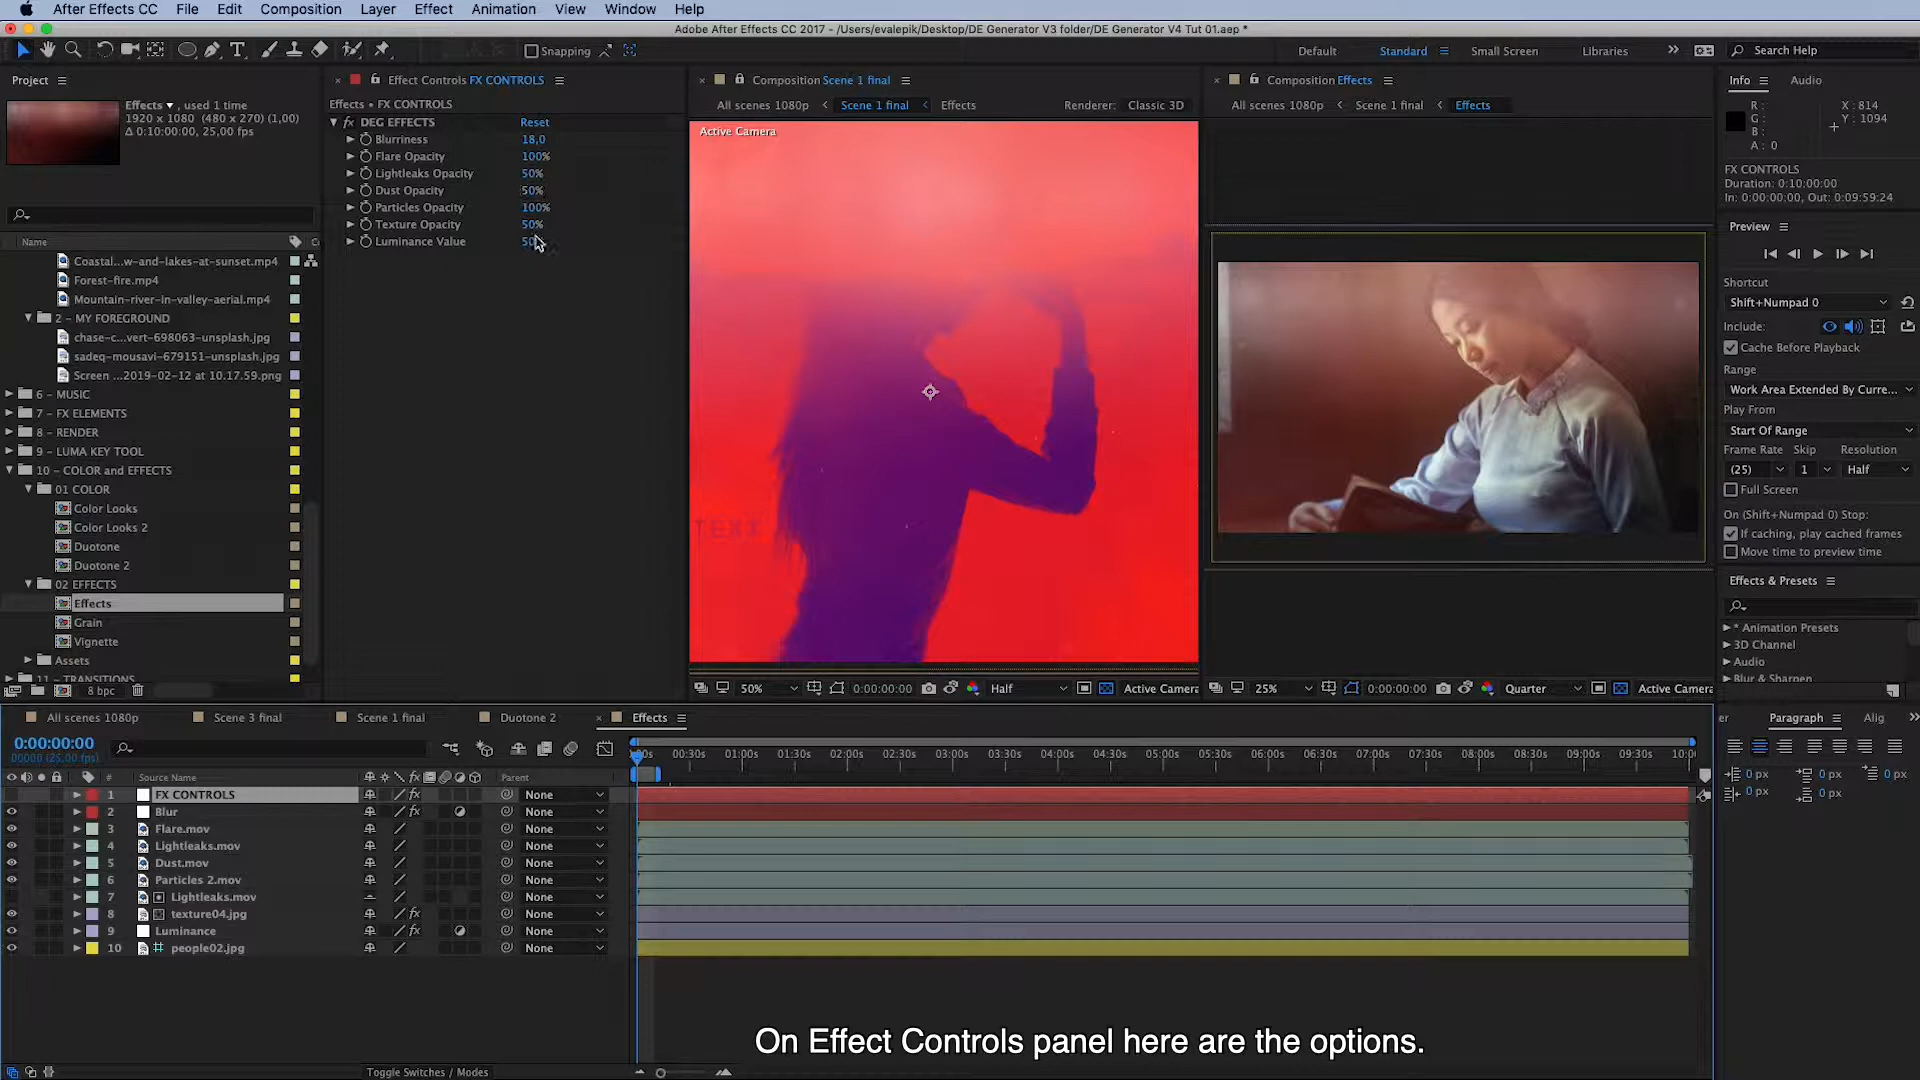 After Effects CC File Edit Composition Layer Effect Animation View Window Help
Adobe After Effects CC 2017 - /Users/evalepik/Desktop/DE Generator V3 folder/DE Generator V4 Tut 01.aep *
Snapping Default Standard Small Screen Libraries >> Search Help
Project
Effects ▾ , used 1 time
1920 x 1080 (480 x 270) (1,00)
Δ 0:10:00:00, 25,00 fps)
Name
Coastal...w-and-lakes-at-sunset.mp4
Forest-fire.mp4
Mountain-river-in-valley-aerial.mp4
2 - MY FOREGROUND
chase-c...vert-698063-unsplash.jpg
sadeq-mousavi-679151-unsplash.jpg
Screen ...2019-02-12 at 10.17.59.png
6 - MUSIC
7 - FX ELEMENTS
8 - RENDER
9 - LUMA KEY TOOL
10 - COLOR and EFFECTS
01 COLOR
Color Looks
Color Looks 2
Duotone
Duotone 2
02 EFFECTS
Effects
Grain
Vignette
Assets
11 - TRANSITIONS
8 bpc
Effect Controls FX CONTROLS
Effects • FX CONTROLS
fx DEG EFFECTS Reset
Blurriness 18,0
Flare Opacity 100%
Lightleaks Opacity 50%
Dust Opacity 50%
Particles Opacity 100%
Texture Opacity 50%
Luminance Value
Composition Scene 1 final
All scenes 1080p Scene 1 final Effects Renderer: Classic 3D
Active Camera
TEXT
50% 0:00:00:00 Half Active Camera
Composition Effects
All scenes 1080p Scene 1 final Effects
25% 0:00:00:00 Quarter Active Camera
Info Audio
R: X : 814
G: Y : 1094
B:
A : 0
FX CONTROLS
Duration: 0:10:00:00
In: 0:00:00:00, Out: 0:09:59:24
Preview
Shortcut
Shift+Numpad 0
Include:
Cache Before Playback
Range
Work Area Extended By Curre...
Play From
Start Of Range
Frame Rate Skip Resolution
(25) 1 Half
Full Screen
On (Shift+Numpad 0) Stop:
If caching, play cached frames
Move time to preview time
Effects & Presets
* Animation Presets
3D Channel
Audio
Blur & Sharpen
Paragraph Alig
0 px 0 px 0 px
0 px 0 px
All scenes 1080p Scene 3 final Scene 1 final Duotone 2 × Effects
0:00:00:00
00000 (25.00 fps)
00:30s 01:00s 01:30s 02:00s 02:30s 03:00s 03:30s 04:00s 04:30s 05:00s 05:30s 06:00s 06:30s 07:00s 07:30s 08:00s 08:30s 09:00s 09:30s 10:0
# Source Name Parent
1 FX CONTROLS None
2 Blur None
3 Flare.mov None
4 Lightleaks.mov None
5 Dust.mov None
6 Particles 2.mov None
7 Lightleaks.mov None
8 texture04.jpg None
9 Luminance None
10 people02.jpg None
Toggle Switches / Modes
On Effect Controls panel here are the options.